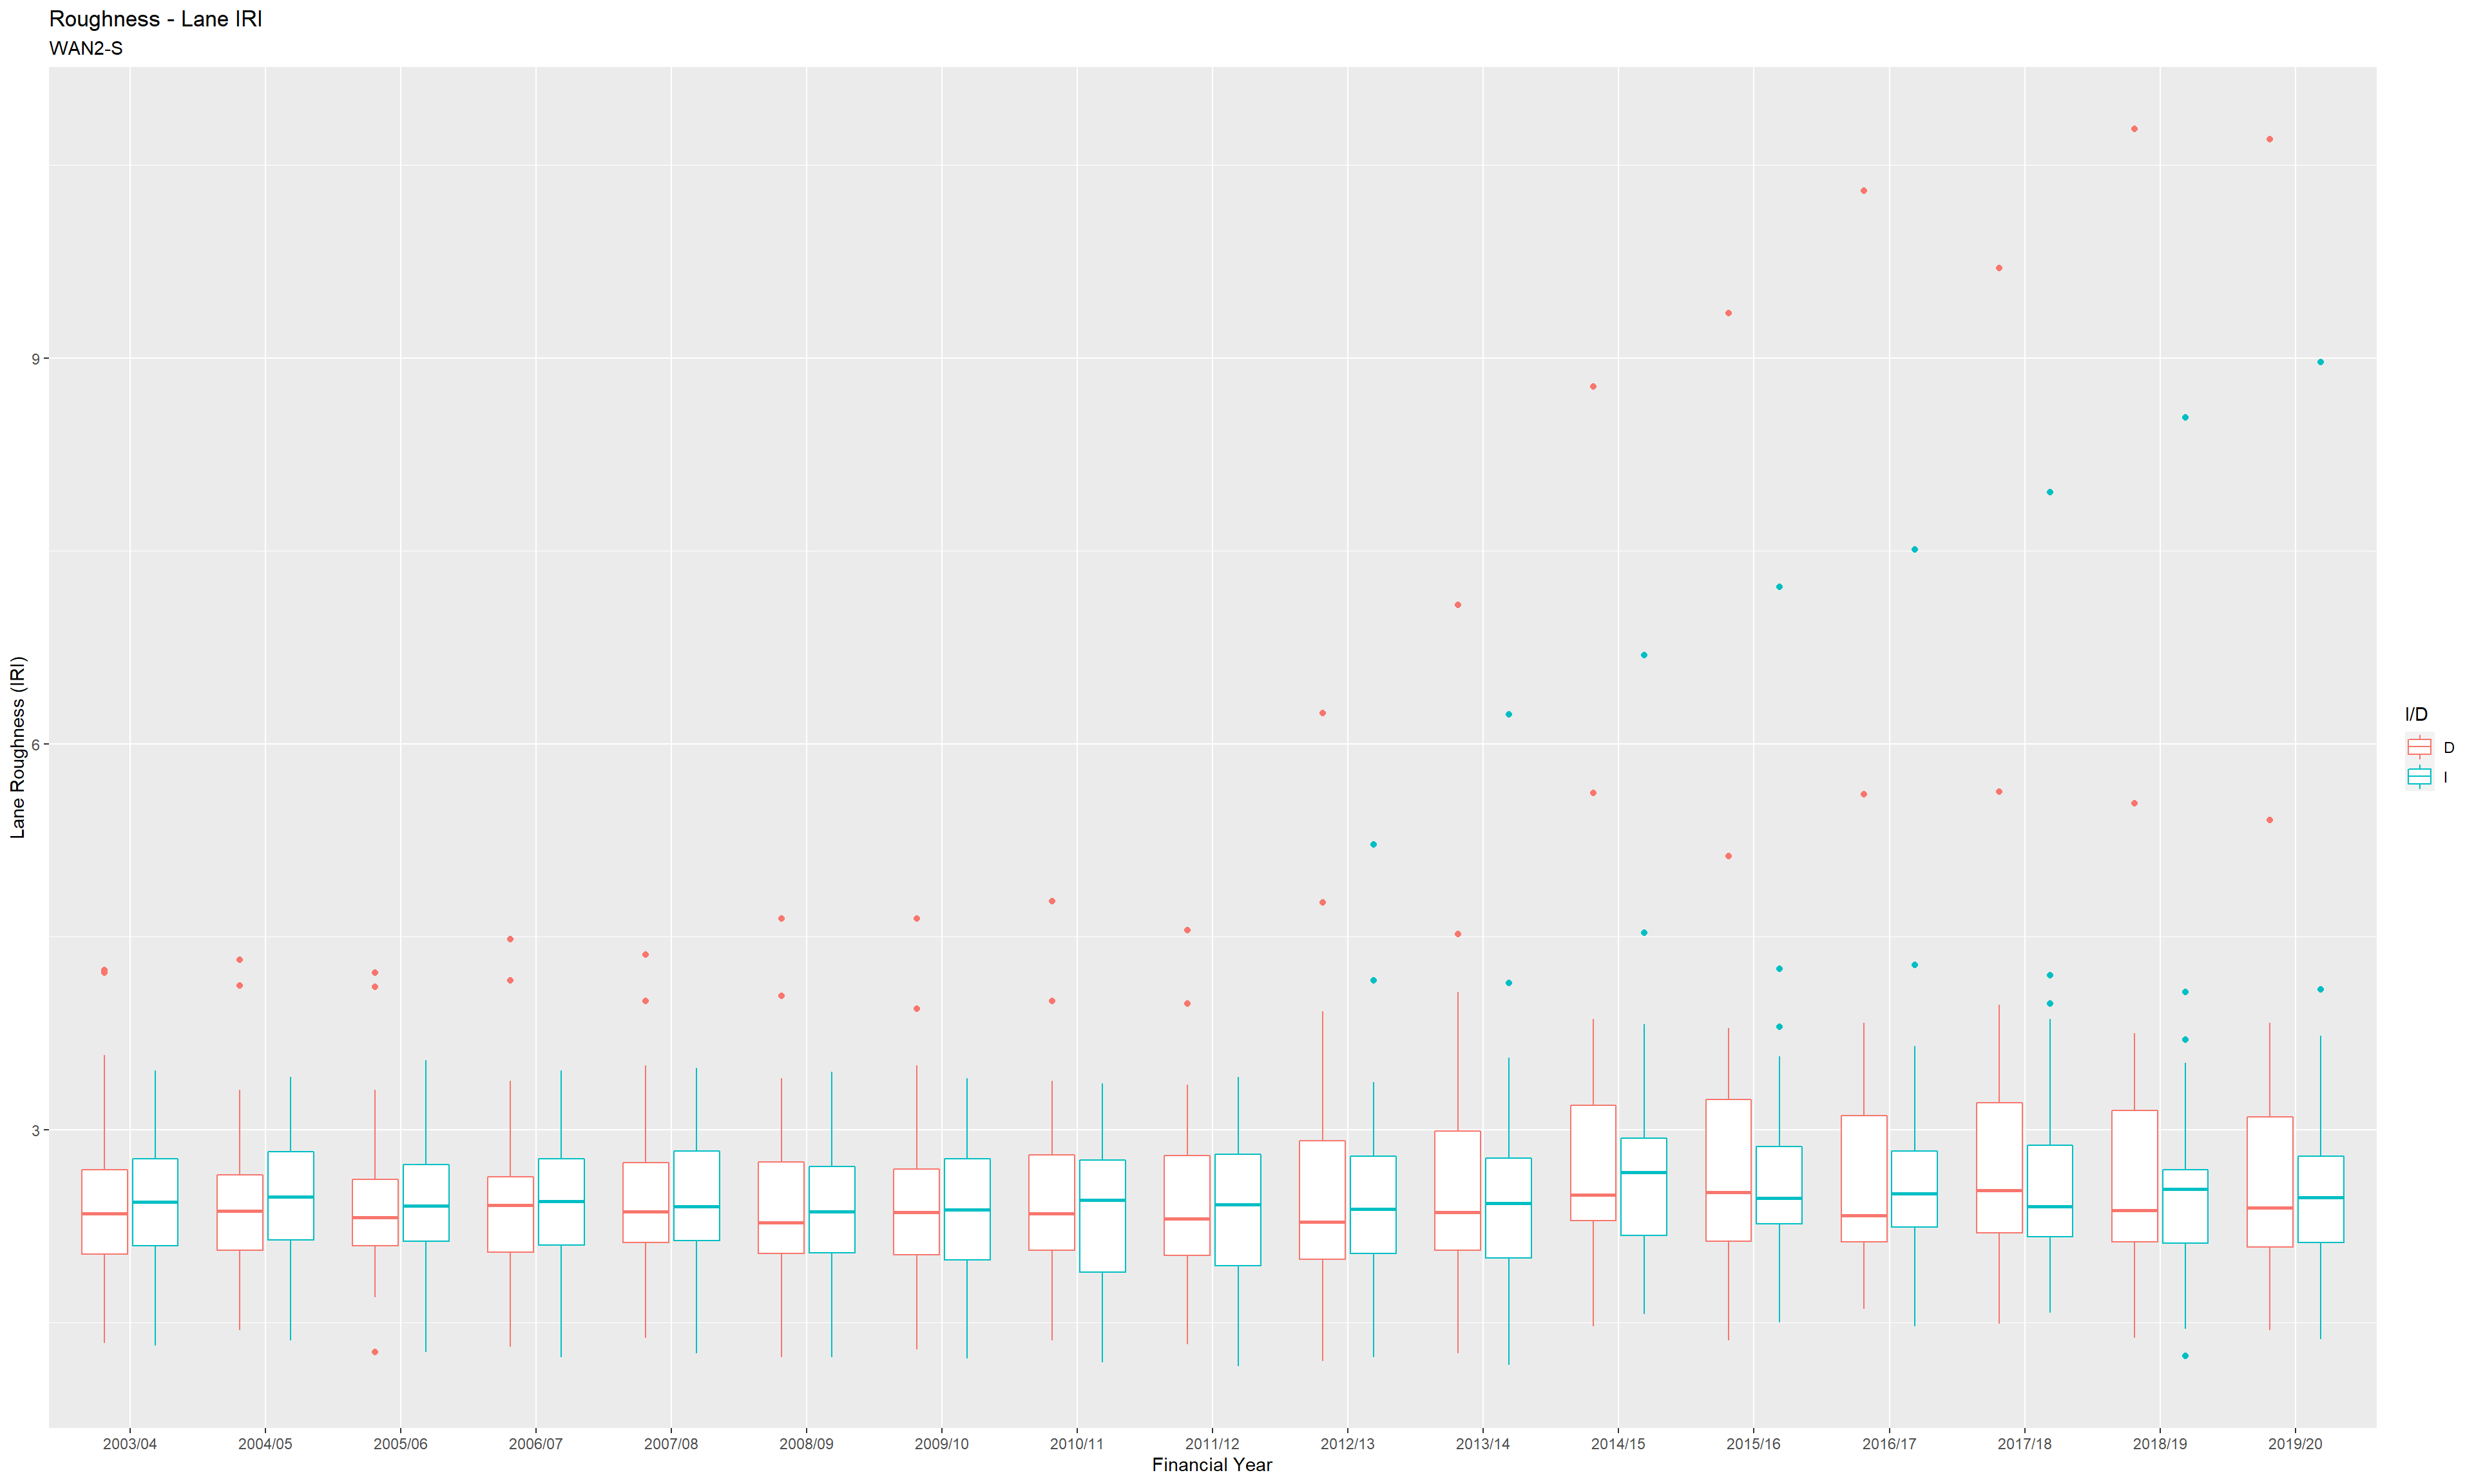 Roughness - Lane IRI
WAN2-S
Lane Roughness (IRI)
9
6
3
2003/04 2004/05 2005/06 2006/07 2007/08 2008/09 2009/10 2010/11 2011/12 2012/13 2013/14 2014/15 2015/16 2016/17 2017/18 2018/19 2019/20
Financial Year
I/D
D
I